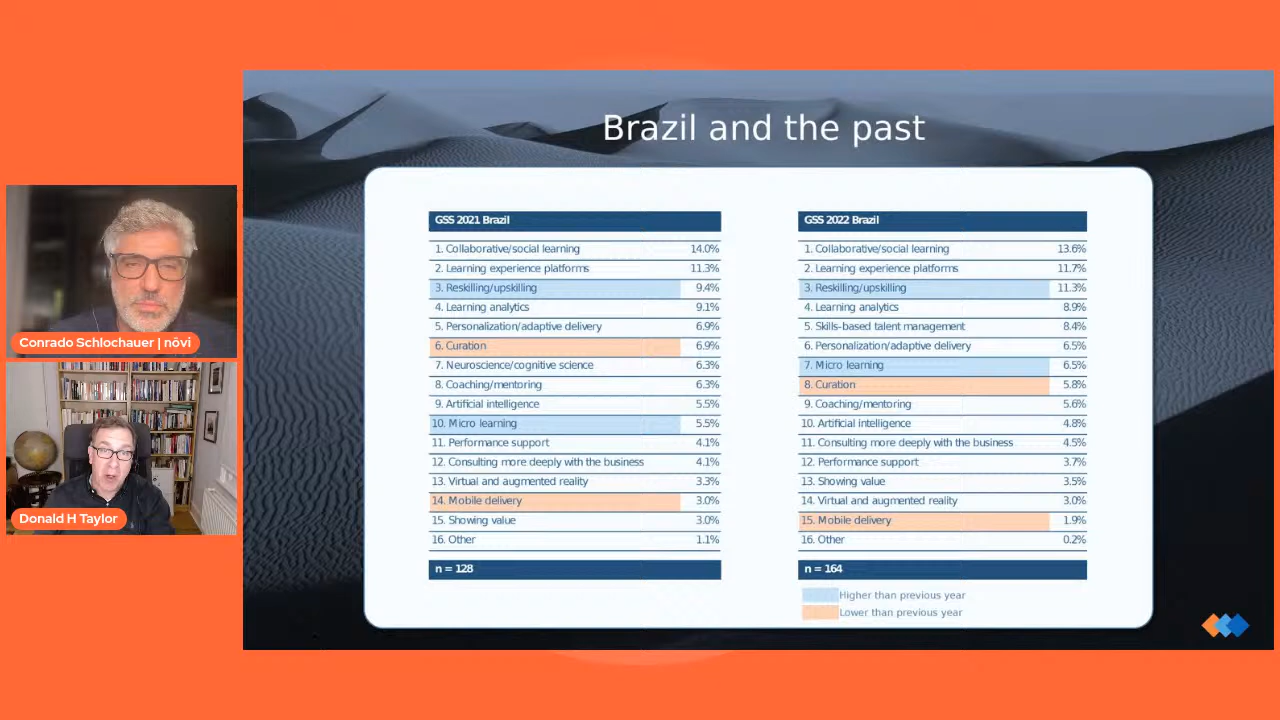 Brazil and the past
GSS 2021 Brazil
1. Collaborative/social learning 14.0%
2. Learning experience platforms 11.3%
3. Reskilling/upskilling 9.4%
4. Learning analytics 9.1%
5. Personalization/adaptive delivery 6.9%
6. Curation 6.9%
7. Neuroscience/cognitive science 6.3%
8. Coaching/mentoring 6.3%
9. Artificial intelligence 5.5%
10. Micro learning 5.5%
11. Performance support 4.1%
12. Consulting more deeply with the business 4.1%
13. Virtual and augmented reality 3.3%
14. Mobile delivery 3.0%
15. Showing value 3.0%
16. Other 1.1%
n = 128
GSS 2022 Brazil
1. Collaborative/social learning 13.6%
2. Learning experience platforms 11.7%
3. Reskilling/upskilling 11.3%
4. Learning analytics 8.9%
5. Skills-based talent management 8.4%
6. Personalization/adaptive delivery 6.5%
7. Micro learning 6.5%
8. Curation 5.8%
9. Coaching/mentoring 5.6%
10. Artificial intelligence 4.8%
11. Consulting more deeply with the business 4.5%
12. Performance support 3.7%
13. Showing value 3.5%
14. Virtual and augmented reality 3.0%
15. Mobile delivery 1.9%
16. Other 0.2%
n = 164
Higher than previous year
Lower than previous year
Conrado Schlochauer | nōvi
Donald H Taylor